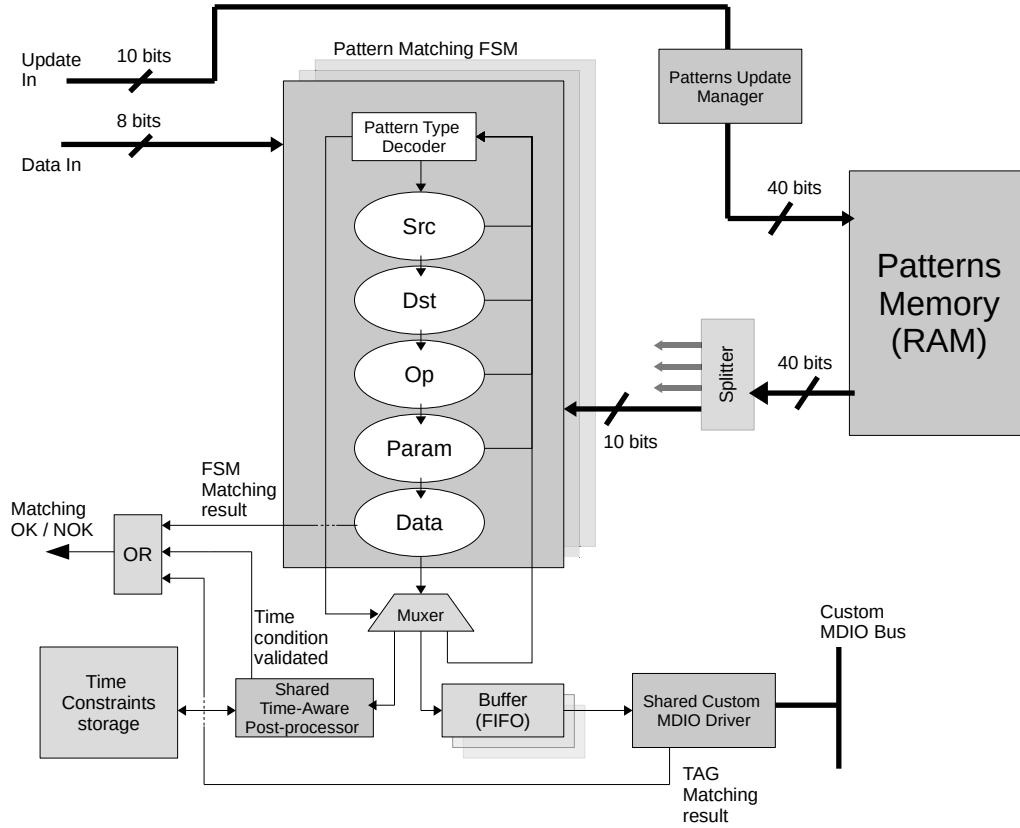 Pattern Matching FSM
Update
In
10 bits
Patterns Update
Manager
8 bits
Data In
Pattern Type
Decoder
40 bits
Src
Patterns
Memory
(RAM)
Dst
Splitter
40 bits
Op
10 bits
Param
FSM
Matching
result
Matching
OK / NOK
Data
OR
Muxer
Time
condition
validated
Custom
MDIO Bus
Time
Constraints
storage
Shared
Time-Aware
Post-processor
Buffer
(FIFO)
Shared Custom
MDIO Driver
TAG
Matching
result